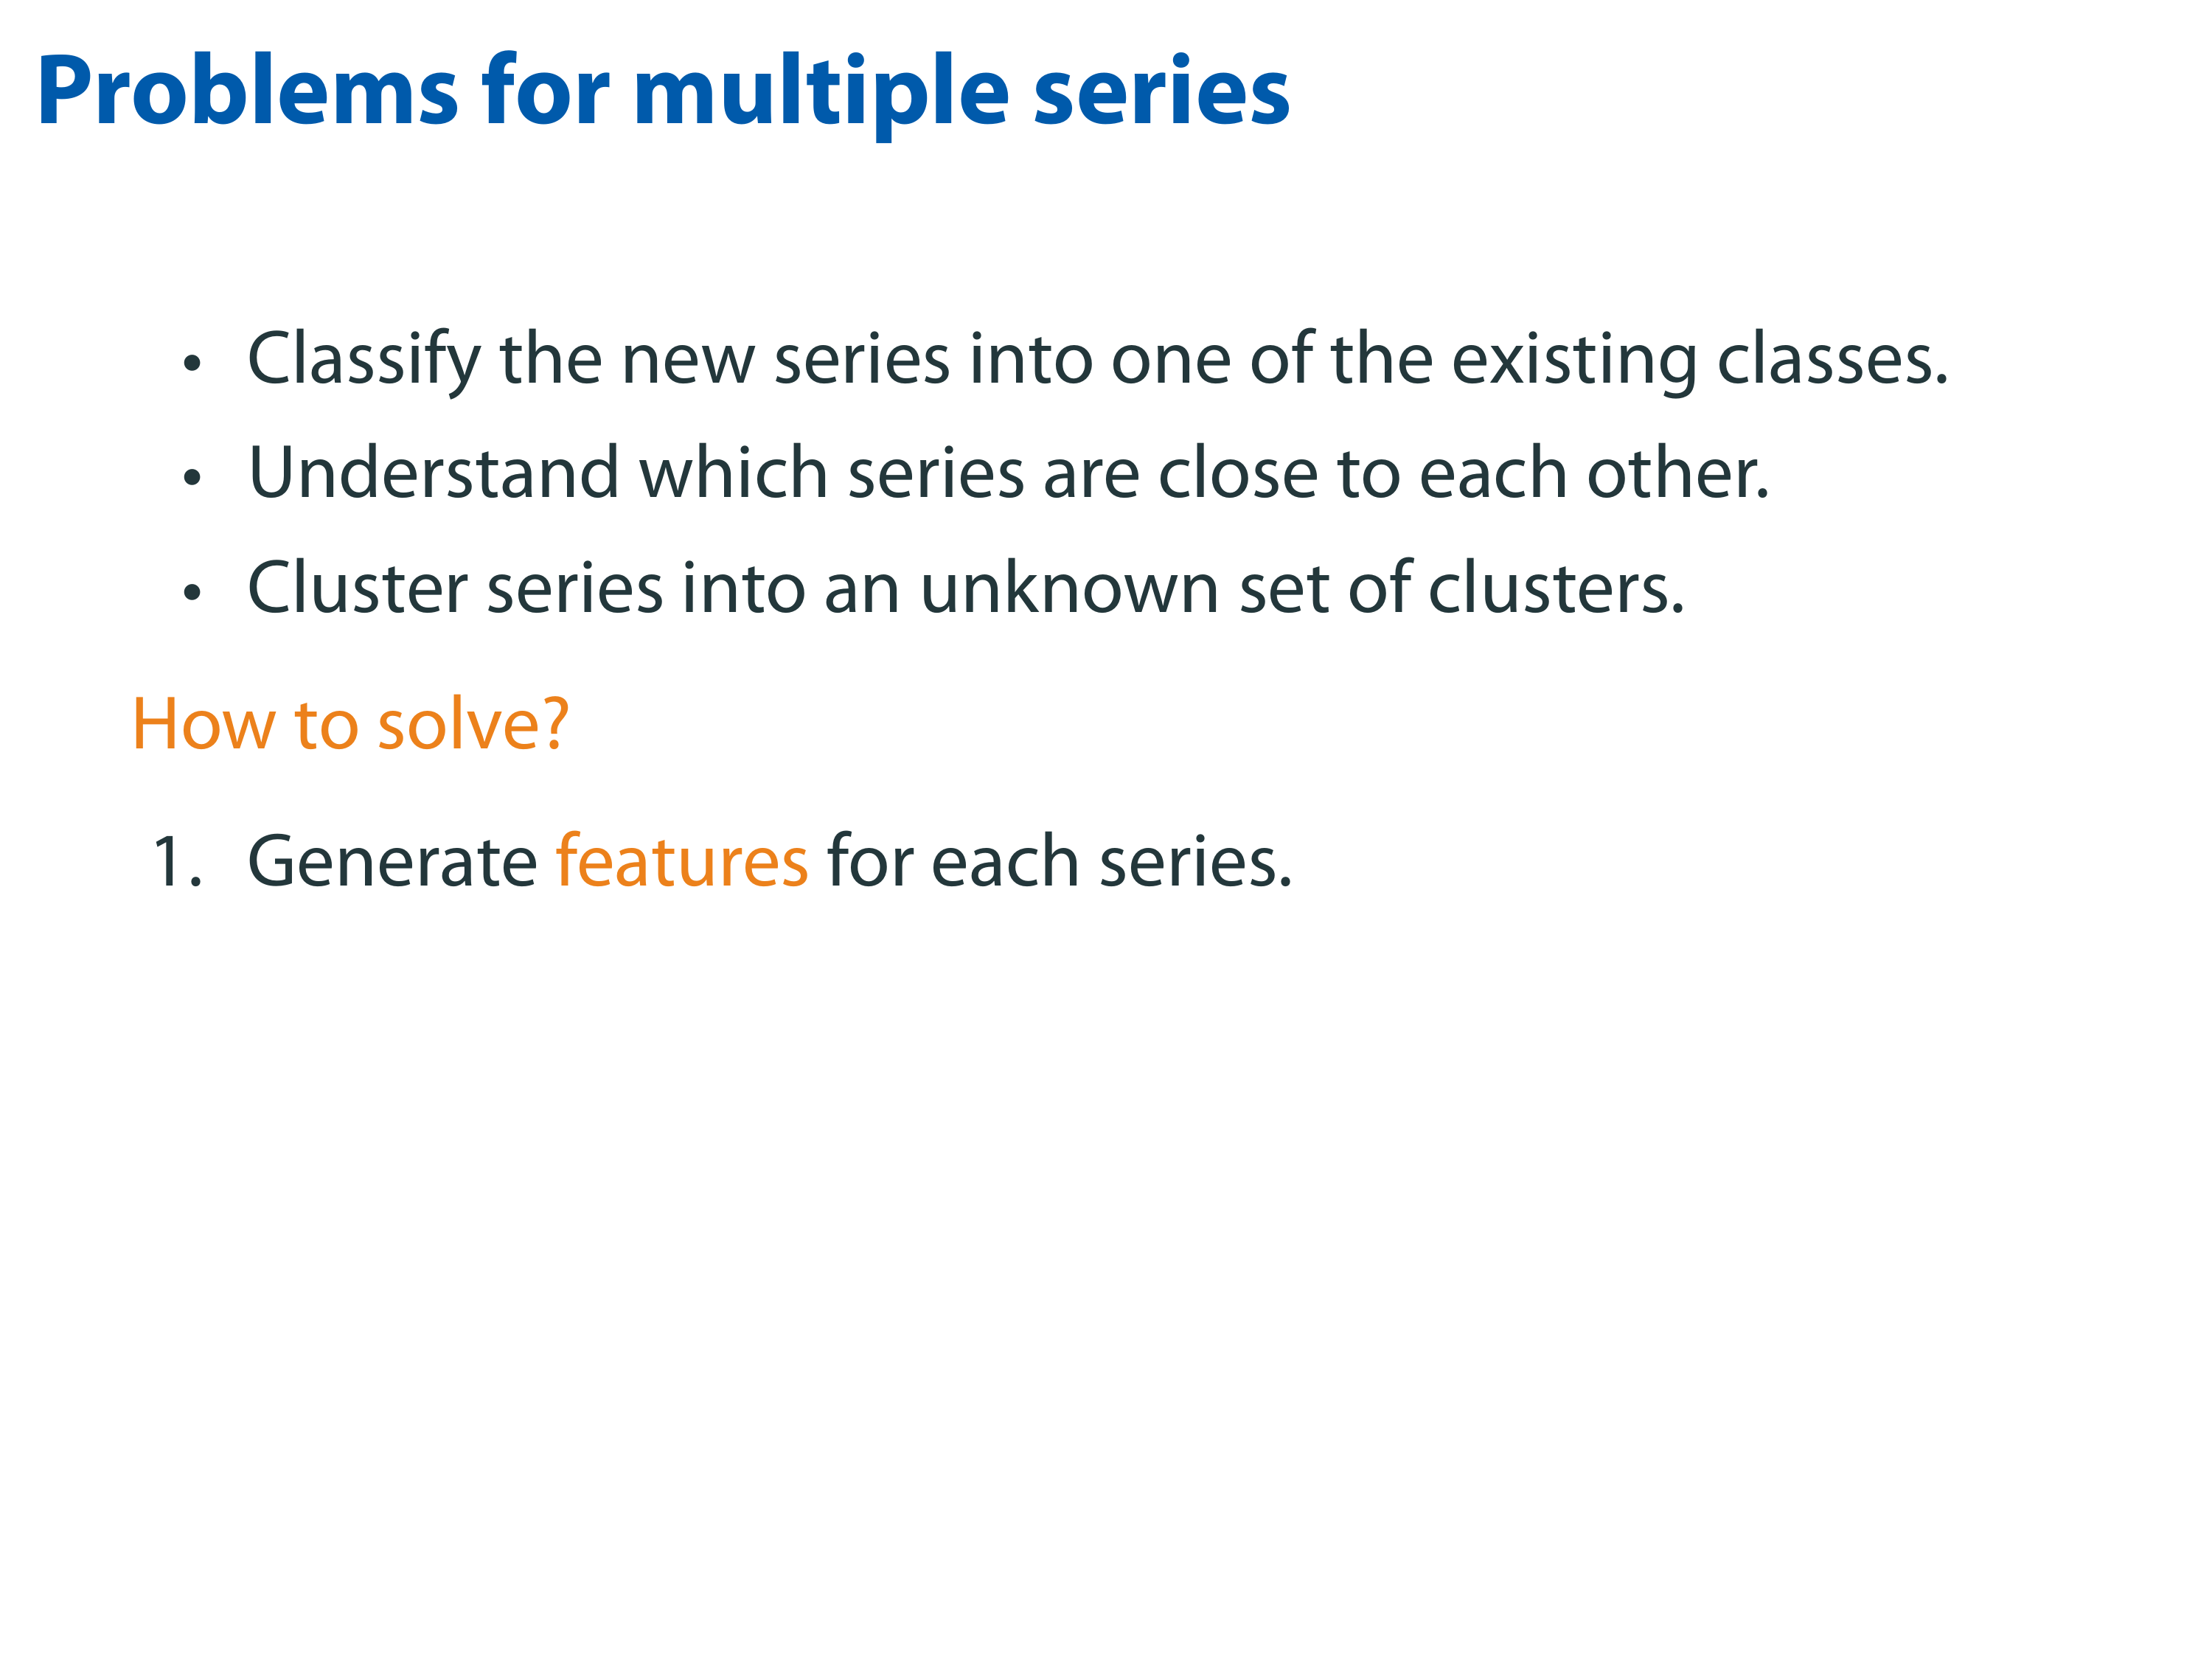 Problems for multiple series
• Classify the new series into one of the existing classes.
• Understand which series are close to each other.
• Cluster series into an unknown set of clusters.
How to solve?
1. Generate features for each series.